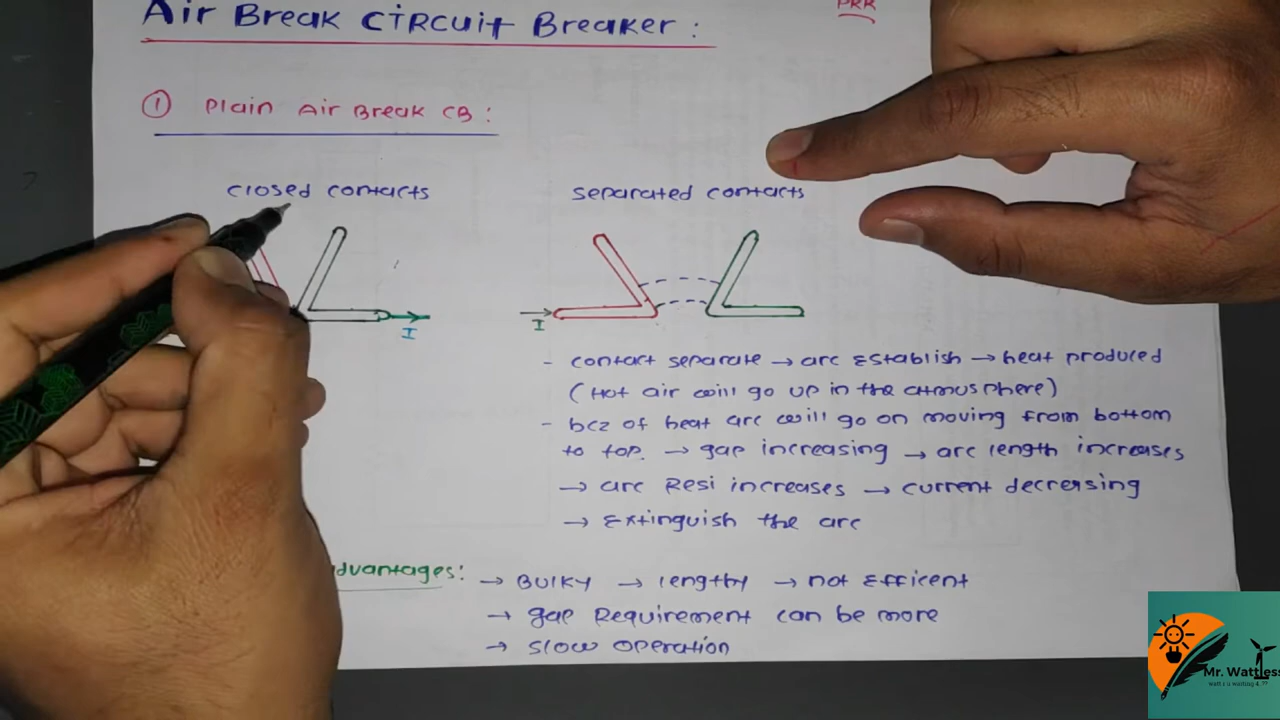 Air Break Circuit Breaker :
PRR
① Plain Air Break CB :
closed contacts
separated contacts
I
I
- contact separate → arc Establish → heat produced
(Hot air will go up in the atmosphere)
- bcz of heat arc will go on moving from bottom
to top. → gap increasing → arc length increases
→ arc Resi increases → current decreasing
→ Extinguish the arc
dvantages: → Bulky → lengthy → not Efficent
→ gap Requirement can be more
→ slow operation
Mr. Wattless